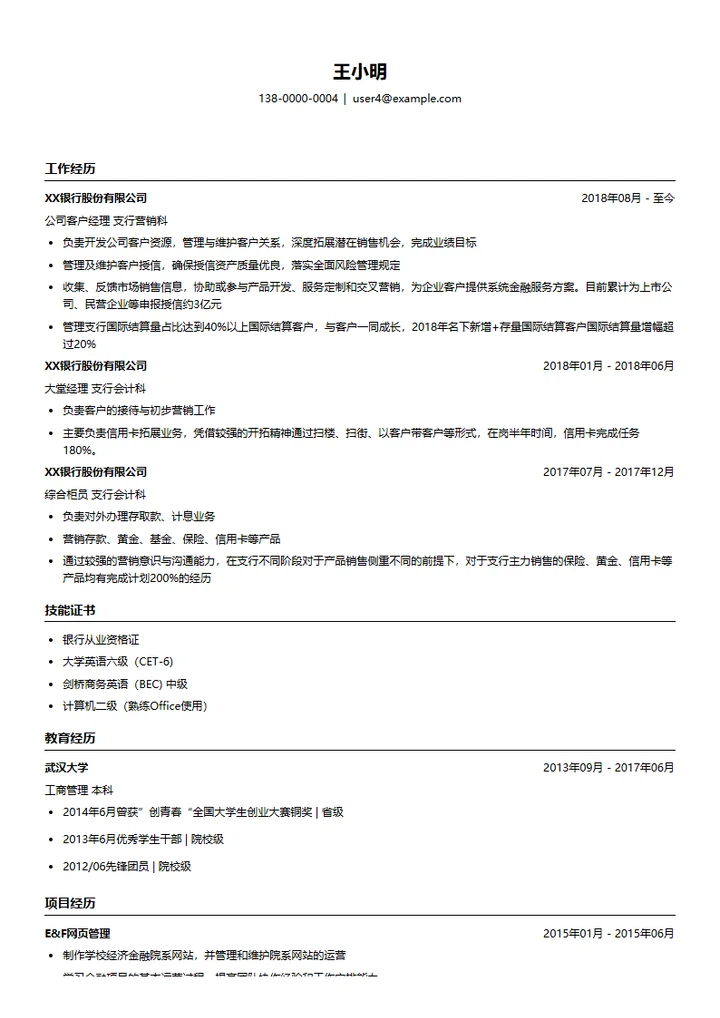 王小明
138-0000-0004 | user4@example.com
工作经历
XX银行股份有限公司 2018年08月 - 至今
公司客户经理 支行营销科
• 负责开发公司客户资源，管理与维护客户关系，深度拓展潜在销售机会，完成业绩目标
• 管理及维护客户授信，确保授信资产质量优良，落实全面风险管理规定
• 收集、反馈市场销售信息，协助或参与产品开发、服务定制和交叉营销，为企业客户提供系统金融服务方案。目前累计为上市公
司、民营企业等申报授信约3亿元
• 管理支行国际结算量占比达到40%以上国际结算客户，与客户一同成长，2018年名下新增+存量国际结算客户国际结算量增幅超
过20%
XX银行股份有限公司 2018年01月 - 2018年06月
大堂经理 支行会计科
• 负责客户的接待与初步营销工作
• 主要负责信用卡拓展业务，凭借较强的开拓精神通过扫楼、扫街、以客户带客户等形式，在岗半年时间，信用卡完成任务
180%。
XX银行股份有限公司 2017年07月 - 2017年12月
综合柜员 支行会计科
• 负责对外办理存取款、计息业务
• 营销存款、黄金、基金、保险、信用卡等产品
• 通过较强的营销意识与沟通能力，在支行不同阶段对于产品销售侧重不同的前提下，对于支行主力销售的保险、黄金、信用卡等
产品均有完成计划200%的经历
技能证书
• 银行从业资格证
• 大学英语六级（CET-6)
• 剑桥商务英语（BEC) 中级
• 计算机二级（熟练Office使用）
教育经历
武汉大学 2013年09月 - 2017年06月
工商管理 本科
• 2014年6月曾获”创青春“全国大学生创业大赛铜奖 | 省级
• 2013年6月优秀学生干部 | 院校级
• 2012/06先锋团员 | 院校级
项目经历
E&F网页管理 2015年01月 - 2015年06月
• 制作学校经济金融院系网站，并管理和维护院系网站的运营